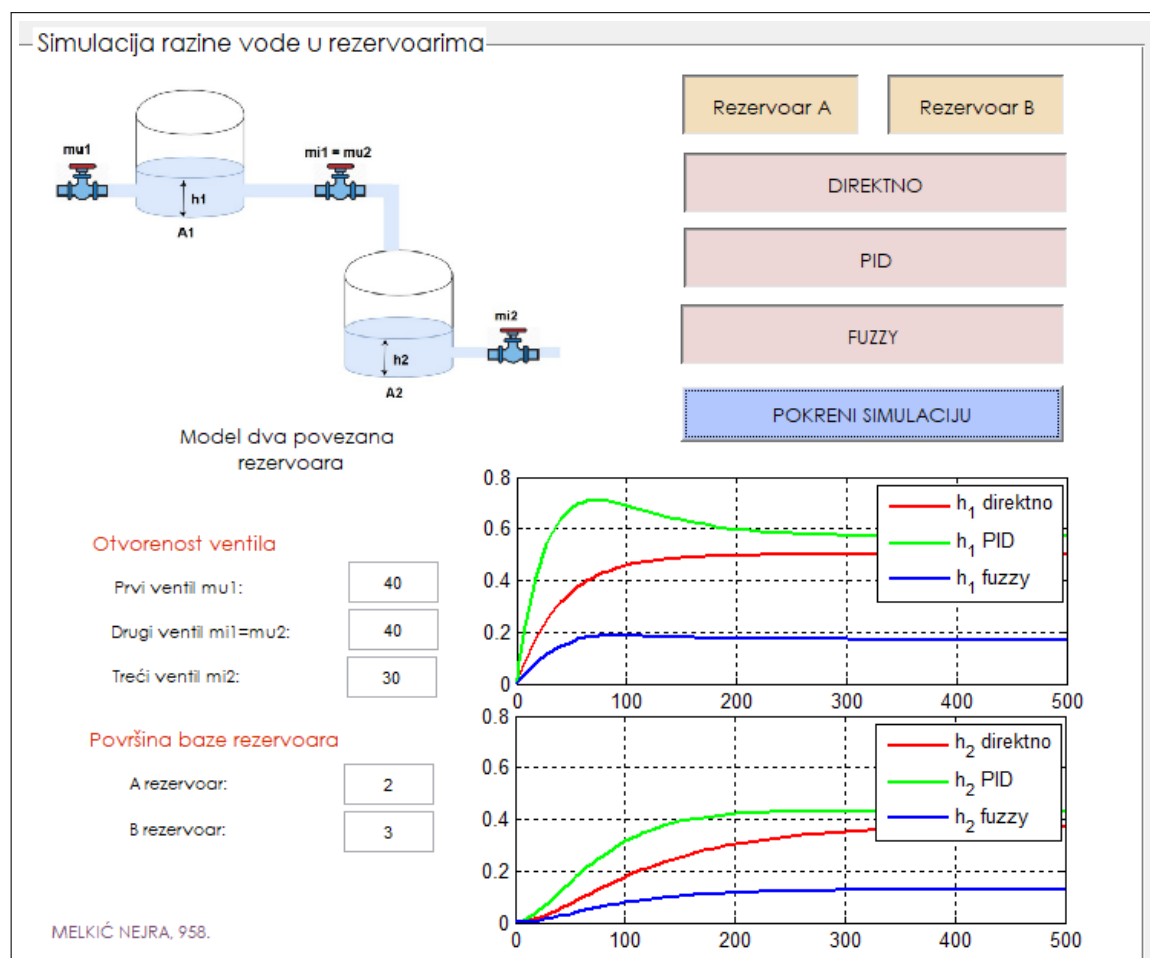 Simulacija razine vode u rezervoarima
mu1
mi1 = mu2
h1
A1
mi2
h2
A2
Model dva povezana
rezervoara
Rezervoar A
Rezervoar B
DIREKTNO
PID
FUZZY
POKRENI SIMULACIJU
Otvorenost ventila
Prvi ventil mu1: 40
Drugi ventil mi1=mu2: 40
Treći ventil mi2: 30
Površina baze rezervoara
A rezervoar: 2
B rezervoar: 3
MELKIĆ NEJRA, 958.
0.8
0.6
0.4
0.2
0
0 100 200 300 400 500
h1 direktno
h1 PID
h1 fuzzy
0.8
0.6
0.4
0.2
0
0 100 200 300 400 500
h2 direktno
h2 PID
h2 fuzzy